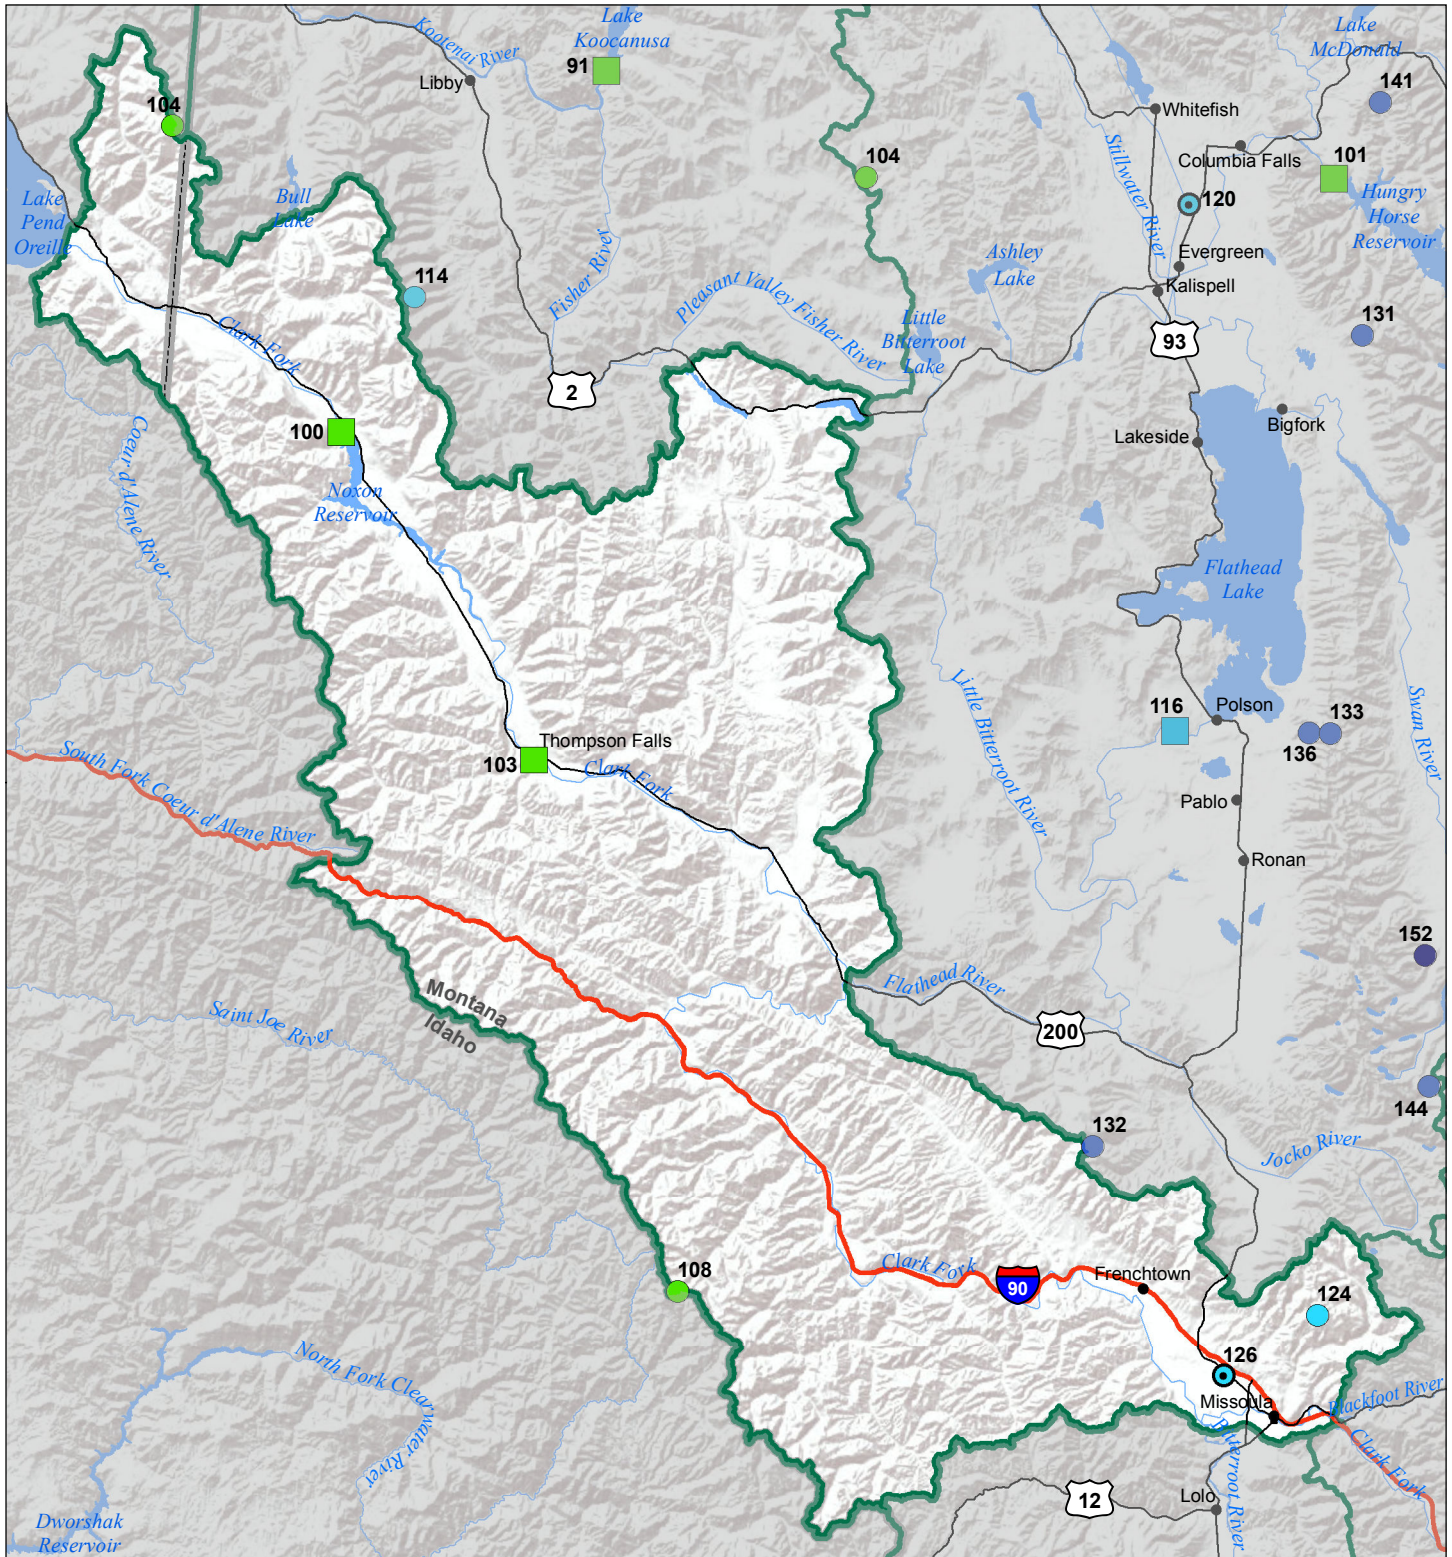 Lake
Koocanusa
Kootenai River
91
Libby
Lake
McDonald
141
Whitefish
104
Stillwater River
Columbia Falls
101
104
Lake
Pend
Oreille
Bull
Lake
120
Hungry
Horse
Reservoir
114
Fisher River
Pleasant Valley Fisher River
Ashley
Lake
Evergreen
Kalispell
Little
Bitterroot
Lake
93
131
Clark Fork
2
100
Lakeside
Bigfork
Coeur d'Alene River
Noxon
Reservoir
Flathead
Lake
Little Bitterroot River
Swan River
116
Polson
133
136
Thompson Falls
103
Clark Fork
South Fork Coeur d'Alene River
Pablo
Ronan
152
Flathead River
Montana
Idaho
Saint Joe River
200
144
132
Jocko River
108
Clark Fork
90
Frenchtown
124
126
North Fork Clearwater River
Missoula
Blackfoot River
Bitterroot River
Clark Fork
12
Lolo
Dworshak
Reservoir